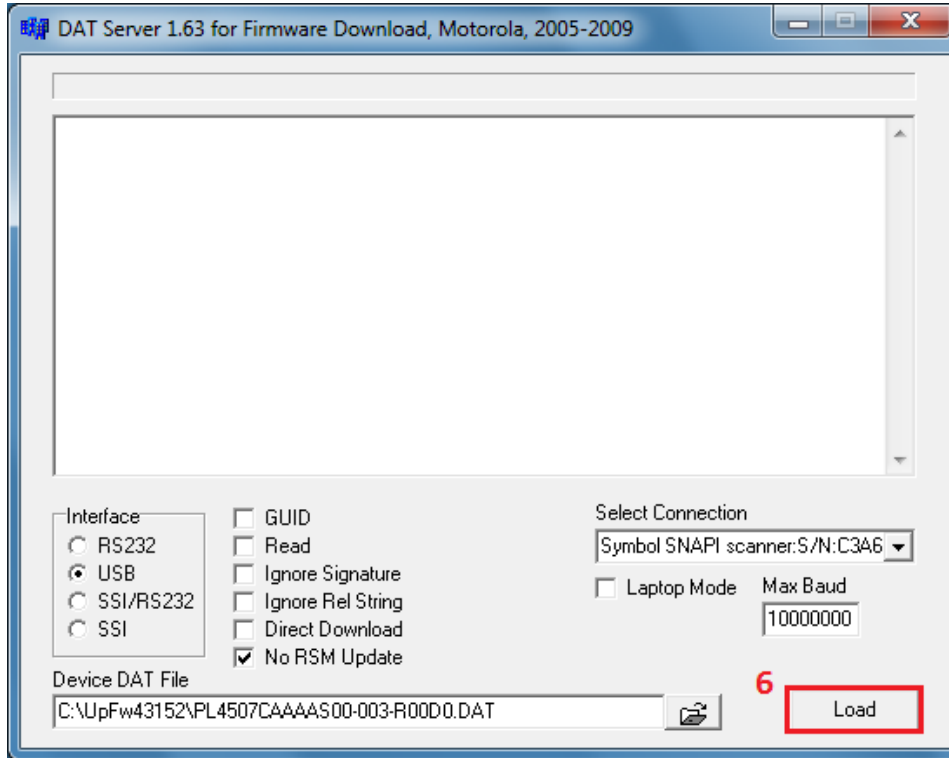 DAT Server 1.63 for Firmware Download, Motorola, 2005-2009
Interface
RS232
USB
SSI/RS232
SSI
GUID
Read
Ignore Signature
Ignore Rel String
Direct Download
No RSM Update
Select Connection
Symbol SNAPI scanner:S/N:C3A6
Laptop Mode
Max Baud
10000000
Device DAT File
C:\UpFw43152\PL4507CAAAAS00-003-R00D0.DAT
6
Load